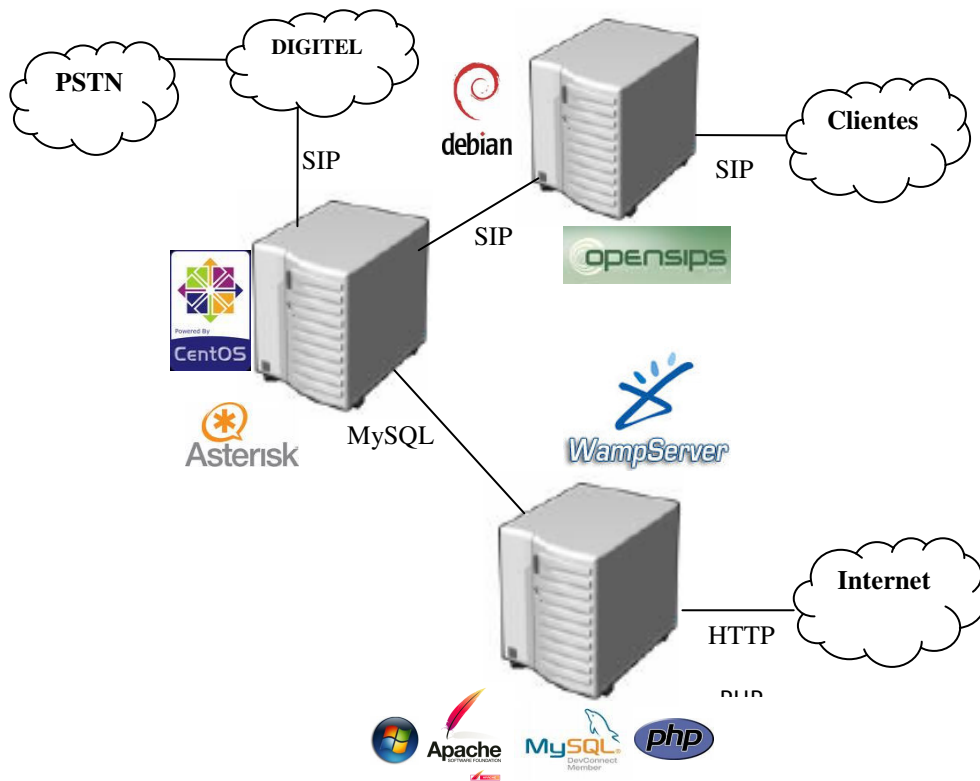 PSTN
DIGITEL
debian
Clientes
SIP
SIP
SIP
opensips
Powered By
CentOS
Asterisk
MySQL
WampServer
Internet
HTTP
PHP
Apache
SOFTWARE FOUNDATION
MySQL
DevConnect
Member
php